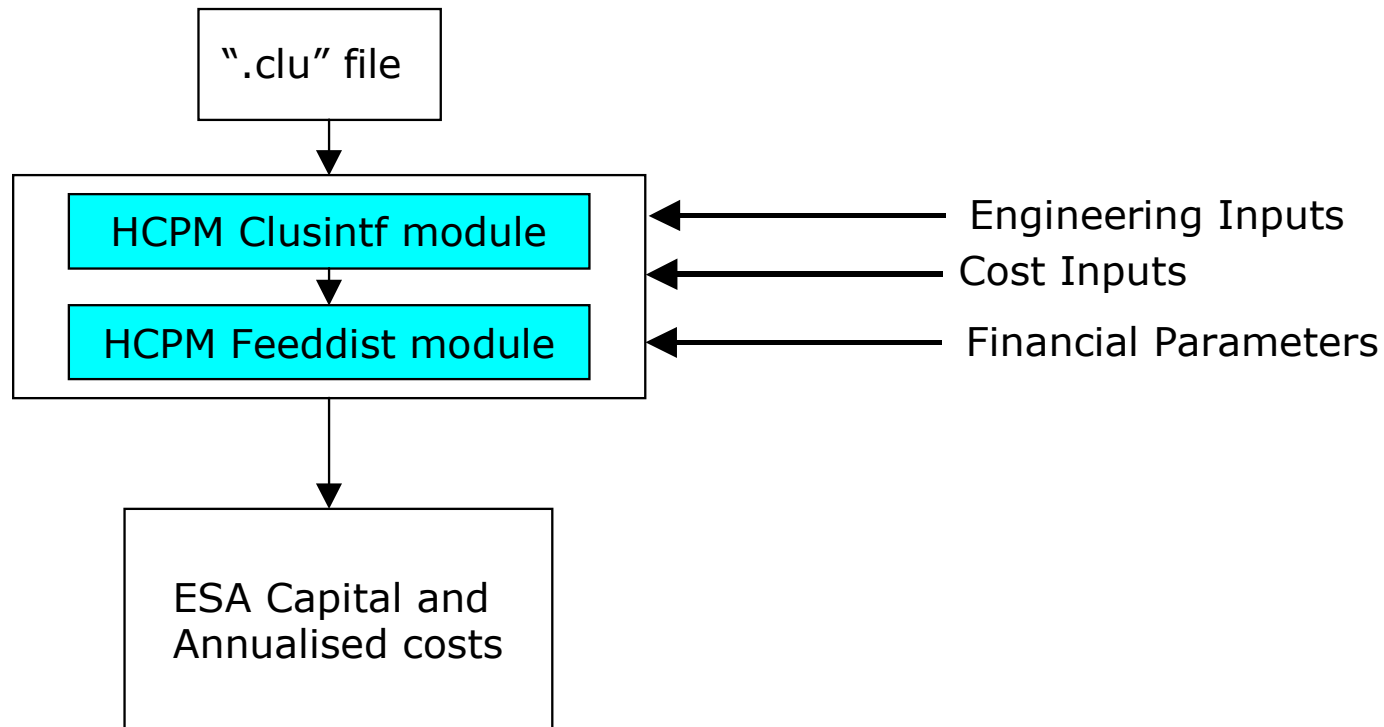 “.clu” file
HCPM Clusintf module
HCPM Feeddist module
Engineering Inputs
Cost Inputs
Financial Parameters
ESA Capital and
Annualised costs